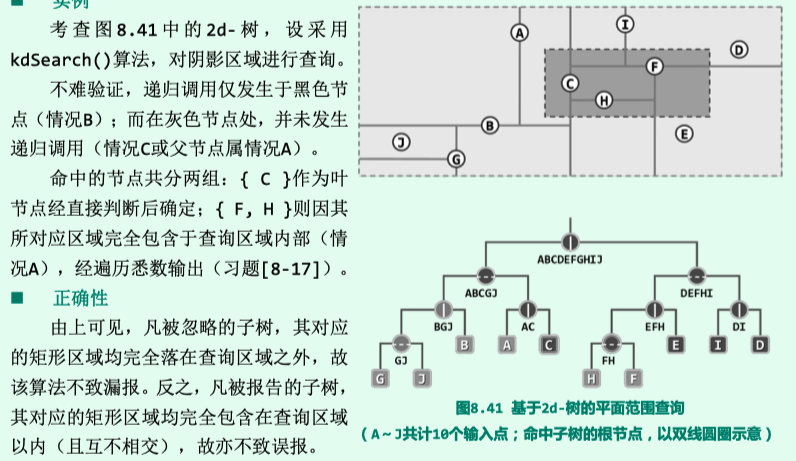 ■ 实例
考查图8.41中的2d-树，设采用
kdSearch()算法，对阴影区域进行查询。
不难验证，递归调用仅发生于黑色节
点（情况B）；而在灰色节点处，并未发生
递归调用（情况C或父节点属情况A）。
命中的节点共分两组：{ C }作为叶
节点经直接判断后确定；{ F, H }则因其
所对应区域完全包含于查询区域内部（情
况A），经遍历悉数输出（习题[8-17]）。
■ 正确性
由上可见，凡被忽略的子树，其对应
的矩形区域均完全落在查询区域之外，故
该算法不致漏报。反之，凡被报告的子树，
其对应的矩形区域均完全包含在查询区域
以内（且互不相交），故亦不致误报。
A
I
D
F
C
H
B
E
J
G
ABCDEFGHIJ
ABCGJ
DEFHI
BGJ
AC
EFH
DI
GJ
B
A
C
FH
E
I
D
G
J
H
F
图8.41 基于2d-树的平面范围查询
（A～J共计10个输入点；命中子树的根节点，以双线圆圈示意）